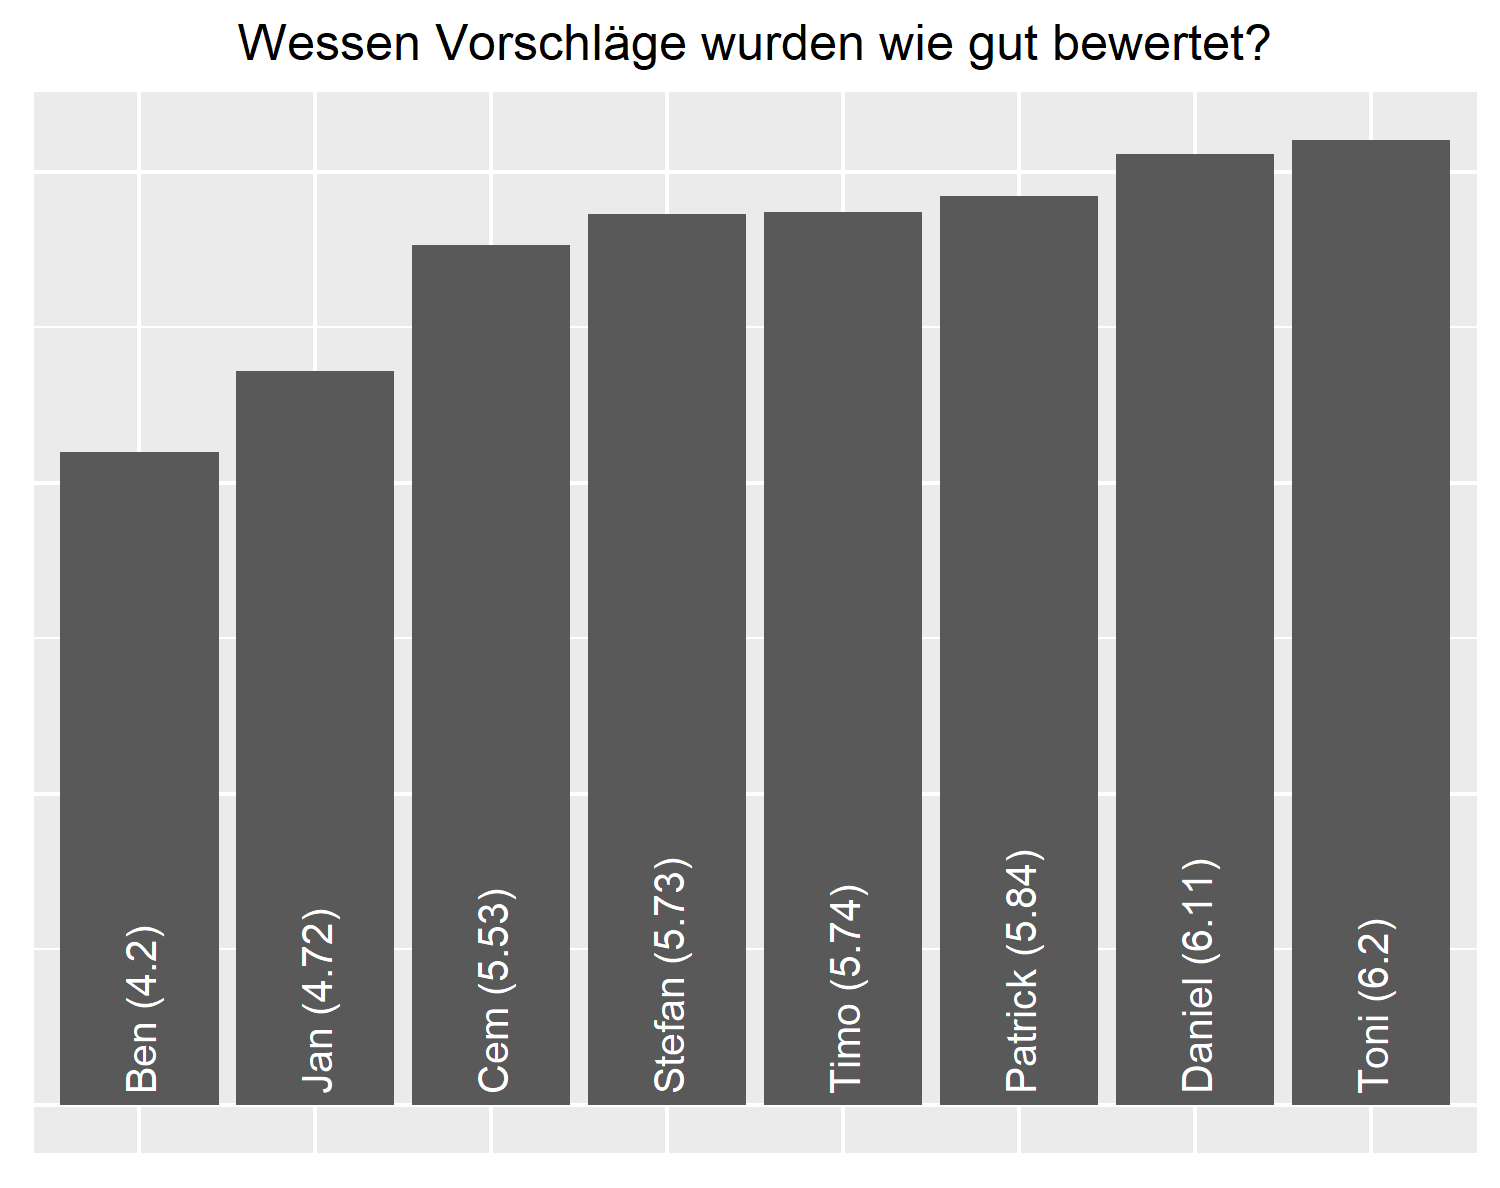 Wessen Vorschläge wurden wie gut bewertet?
Ben (4.2)
Jan (4.72)
Cem (5.53)
Stefan (5.73)
Timo (5.74)
Patrick (5.84)
Daniel (6.11)
Toni (6.2)